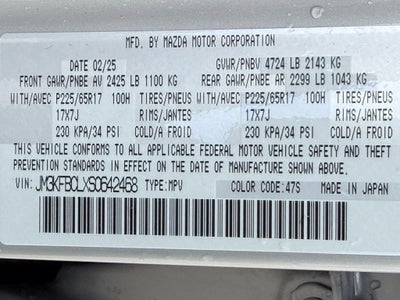 MFD. BY MAZDA MOTOR CORPORATION
DATE 02/25 GVWR/PNBV 4724 LB 2143 KG
FRONT GAWR/PNBE AV 2425 LB 1100 KG REAR GAWR/PNBE AR 2299 LB 1043 KG
WITH/AVEC P225/65R17 100H TIRES/PNEUS WITH/AVEC P225/65R17 100H TIRES/PNEUS
17X7J RIMS/JANTES 17X7J RIMS/JANTES
230 KPA/34 PSI COLD/A FROID 230 KPA/34 PSI COLD/A FROID
THIS VEHICLE CONFORMS TO ALL APPLICABLE FEDERAL MOTOR VEHICLE SAFETY AND
THEFT PREVENTION STANDARDS IN EFFECT ON THE DATE OF MANUFACTURE SHOWN ABOVE.
VIN: JM3KFBCLXS0642468 TYPE:MPV COLOR CODE:47S MADE IN JAPAN